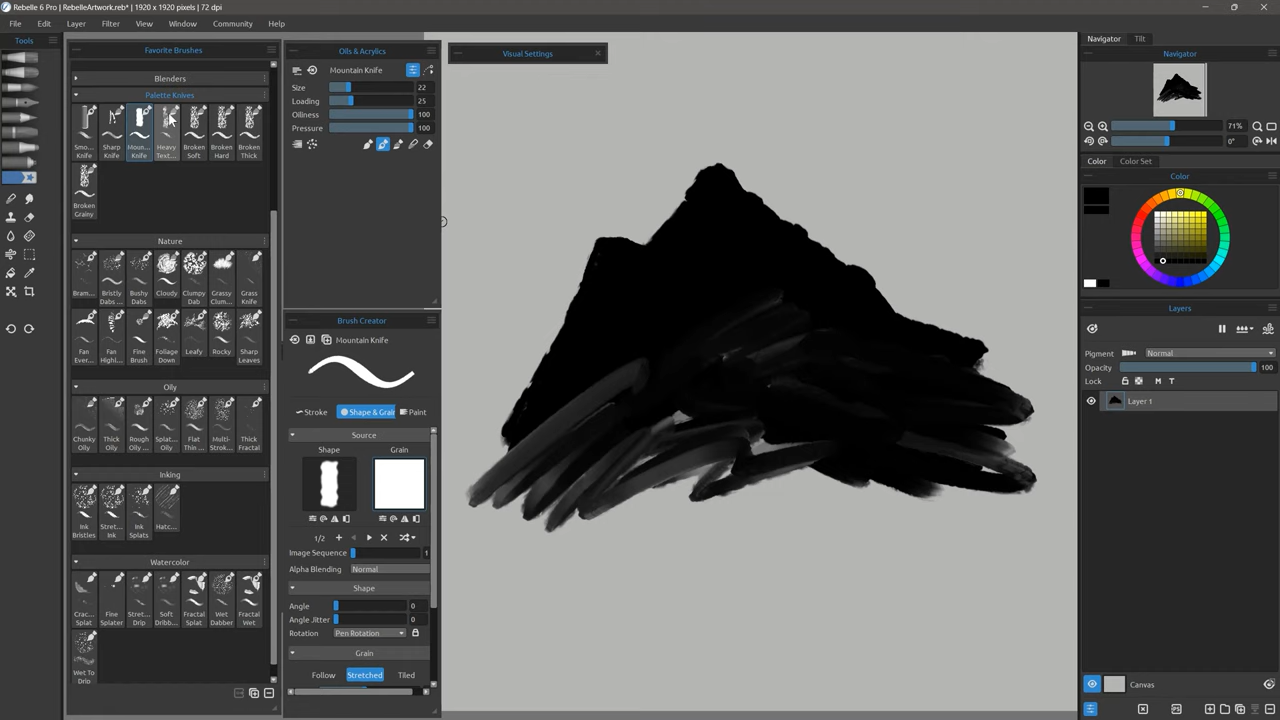 Rebelle 6 Pro | RebelleArtwork.reb* | 1920 x 1920 pixels | 72 dpi
File Edit Layer Filter View Window Community Help
Tools
Favorite Brushes
Blenders
Palette Knives
Smo... Knife
Sharp Knife
Moun... Knife
Heavy Text...
Broken Soft
Broken Hard
Broken Thick
Broken Grainy
Nature
Bram...
Bristly Dabs ...
Bushy Dabs
Cloudy
Clumpy Dab
Grassy Clum...
Grass Knife
Fan Ever...
Fan Highl...
Fine Brush
Foliage Down
Leafy
Rocky
Sharp Leaves
Oily
Chunky Oily
Thick Oily
Rough Oily ...
Splat... Oily
Flat Thin ...
Multi-Strok...
Thick Fractal
Inking
Ink Bristles
Stret... Ink
Ink Splats
Hatc...
Watercolor
Crac... Splat
Fine Splater
Stret... Drip
Soft Dribb...
Fractal Splat
Wet Dabber
Fractal Wet
Wet To Drip
Oils & Acrylics
Mountain Knife
Size 22
Loading 25
Oiliness 100
Pressure 100
Brush Creator
Mountain Knife
Stroke Shape & Grain Paint
Source
Shape Grain
1/2
Image Sequence 1
Alpha Blending Normal
Shape
Angle 0
Angle Jitter 0
Rotation Pen Rotation
Grain
Follow Stretched Tiled
Visual Settings
Navigator Tilt
Navigator
71%
0°
Color Color Set
Color
Layers
Pigment Normal
Opacity 100
Lock M T
Layer 1
Canvas